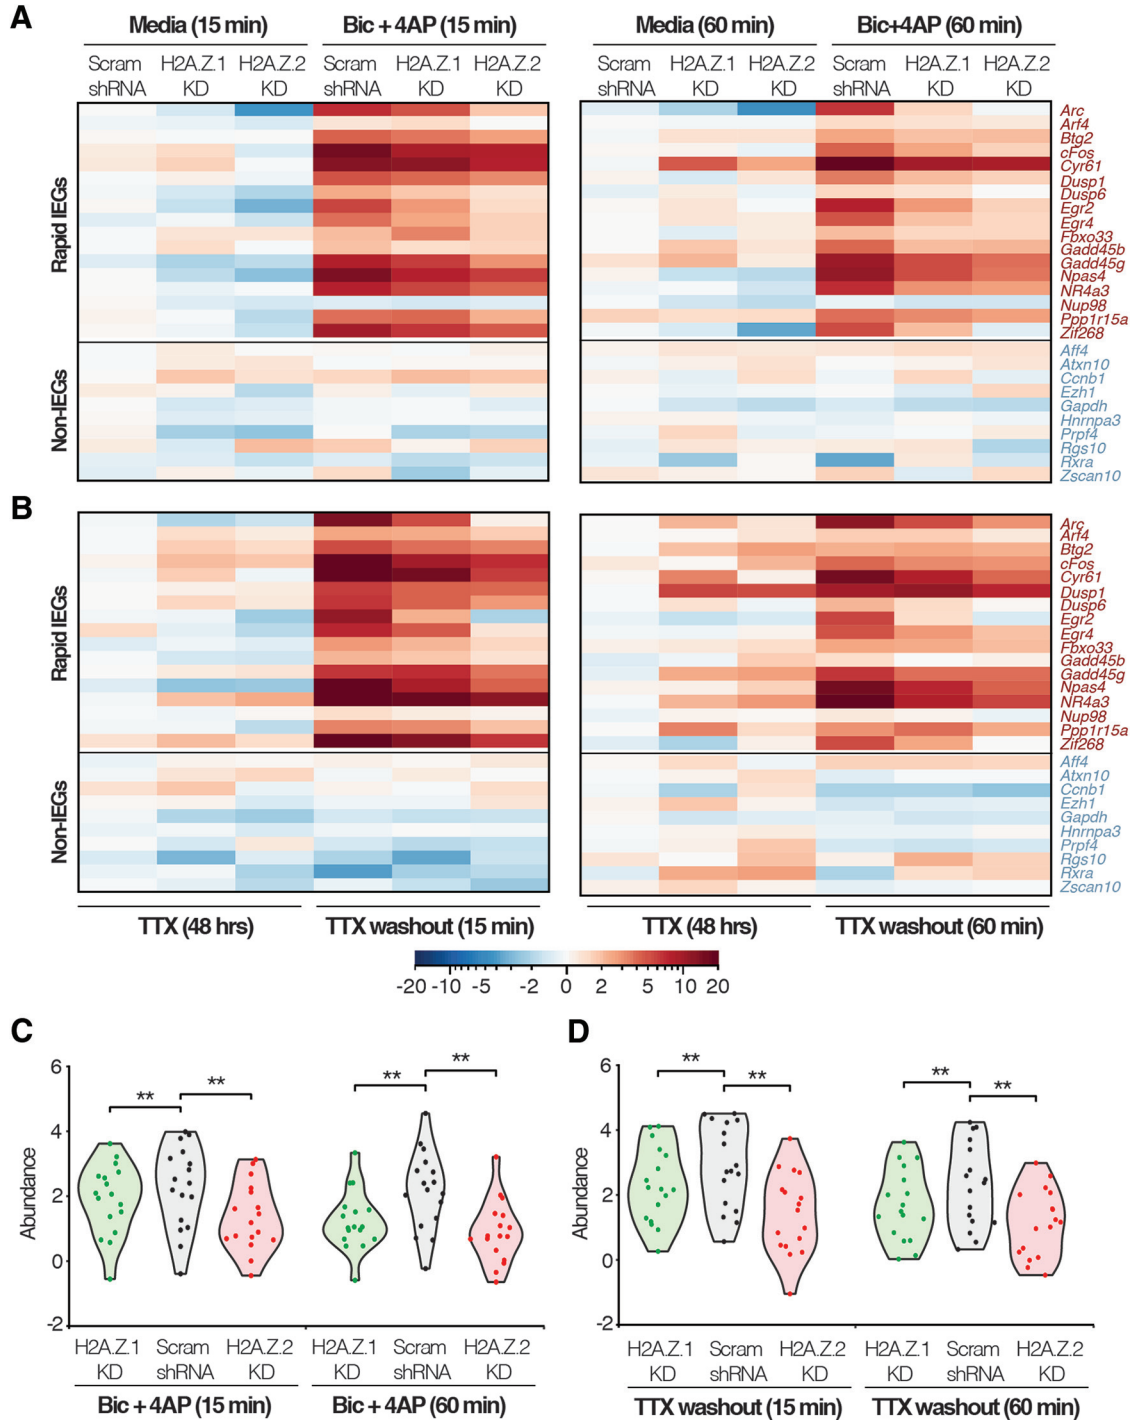 A
Media (15 min) Bic + 4AP (15 min) Media (60 min) Bic+4AP (60 min)
Scram H2A.Z.1 H2A.Z.2 Scram H2A.Z.1 H2A.Z.2 Scram H2A.Z.1 H2A.Z.2 Scram H2A.Z.1 H2A.Z.2
shRNA KD KD shRNA KD KD shRNA KD KD shRNA KD KD
Rapid IEGs
Non-IEGs
Arc
Arf4
Btg2
cFos
Cyr61
Dusp1
Dusp6
Egr2
Egr4
Fbxo33
Gadd45b
Gadd45g
Npas4
NR4a3
Nup98
Ppp1r15a
Zif268
Aff4
Atxn10
Ccnb1
Ezh1
Gapdh
Hnrnpa3
Prpf4
Rgs10
Rxra
Zscan10
B
Rapid IEGs
Non-IEGs
Arc
Arf4
Btg2
cFos
Cyr61
Dusp1
Dusp6
Egr2
Egr4
Fbxo33
Gadd45b
Gadd45g
Npas4
NR4a3
Nup98
Ppp1r15a
Zif268
Aff4
Atxn10
Ccnb1
Ezh1
Gapdh
Hnrnpa3
Prpf4
Rgs10
Rxra
Zscan10
TTX (48 hrs) TTX washout (15 min) TTX (48 hrs) TTX washout (60 min)
-20 -10 -5 -2 0 2 5 10 20
C
Abundance
6
4
2
0
-2
** ** ** **
H2A.Z.1 Scram H2A.Z.2 H2A.Z.1 Scram H2A.Z.2
KD shRNA KD KD shRNA KD
Bic + 4AP (15 min) Bic + 4AP (60 min)
D
Abundance
6
4
2
0
-2
** ** ** **
H2A.Z.1 Scram H2A.Z.2 H2A.Z.1 Scram H2A.Z.2
KD shRNA KD KD shRNA KD
TTX washout (15 min) TTX washout (60 min)